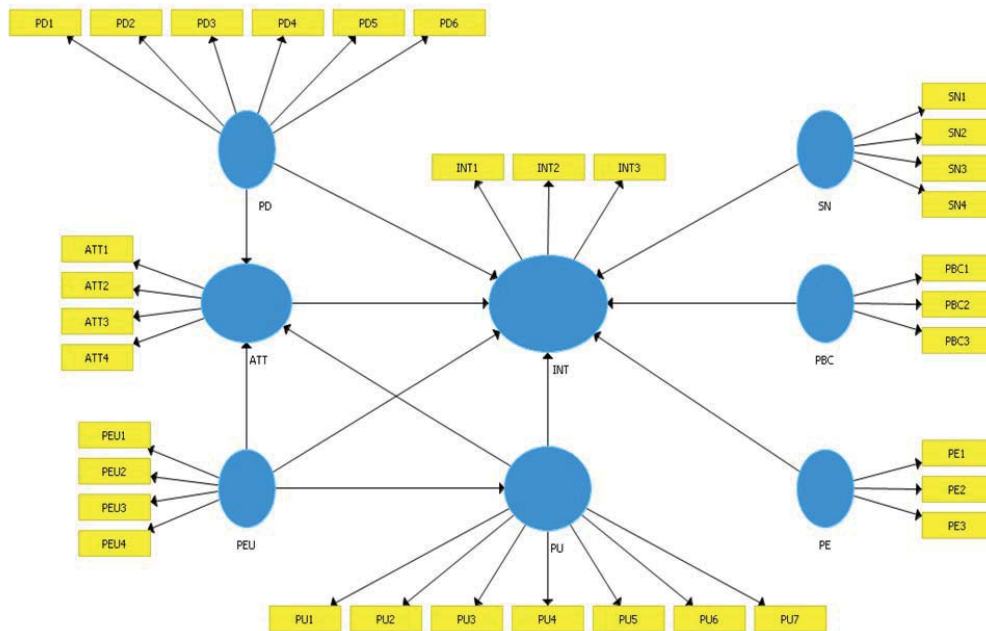 PD1 PD2 PD3 PD4 PD5 PD6
PD
INT1 INT2 INT3
SN1
SN2
SN3
SN4
SN
ATT1
ATT2
ATT3
ATT4
ATT
INT
PBC1
PBC2
PBC3
PBC
PEU1
PEU2
PEU3
PEU4
PEU
PU
PE1
PE2
PE3
PE
PU1 PU2 PU3 PU4 PU5 PU6 PU7